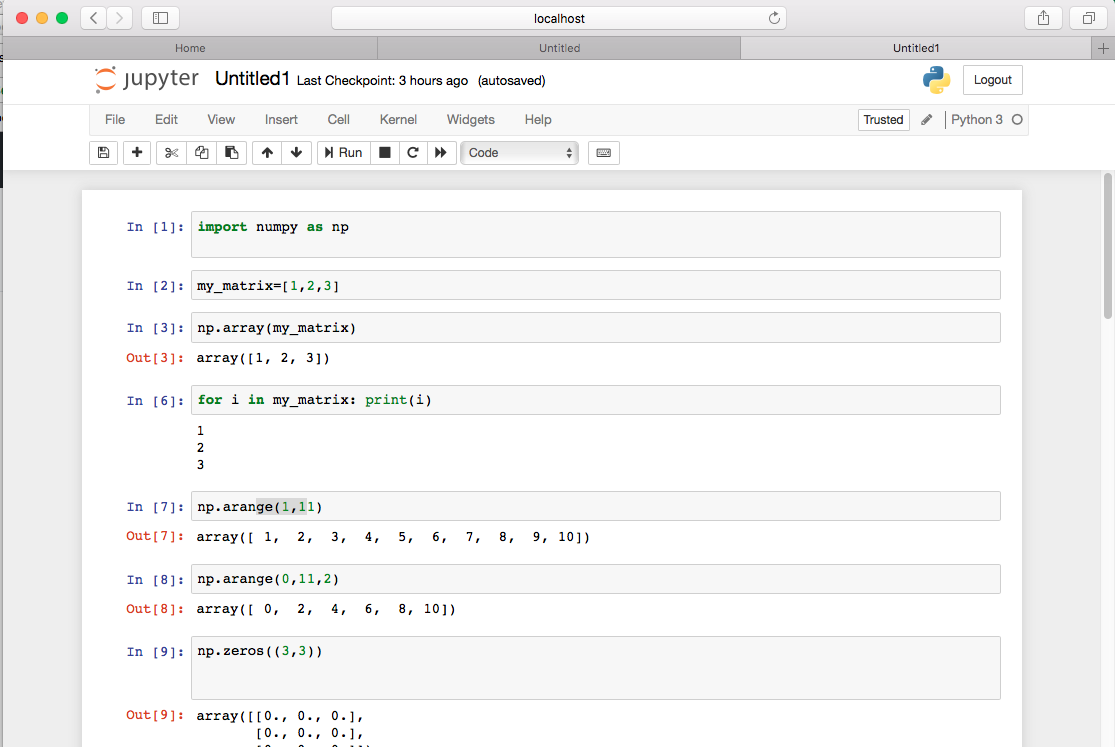 localhost
Home Untitled Untitled1 +
jupyter Untitled1 Last Checkpoint: 3 hours ago (autosaved)
Logout
File Edit View Insert Cell Kernel Widgets Help Trusted Python 3
Run Code
In [1]: import numpy as np
In [2]: my_matrix=[1,2,3]
In [3]: np.array(my_matrix)
Out[3]: array([1, 2, 3])
In [6]: for i in my_matrix: print(i)
1
2
3
In [7]: np.arange(1,11)
Out[7]: array([ 1,  2,  3,  4,  5,  6,  7,  8,  9, 10])
In [8]: np.arange(0,11,2)
Out[8]: array([ 0,  2,  4,  6,  8, 10])
In [9]: np.zeros((3,3))
Out[9]: array([[0., 0., 0.],
[0., 0., 0.],